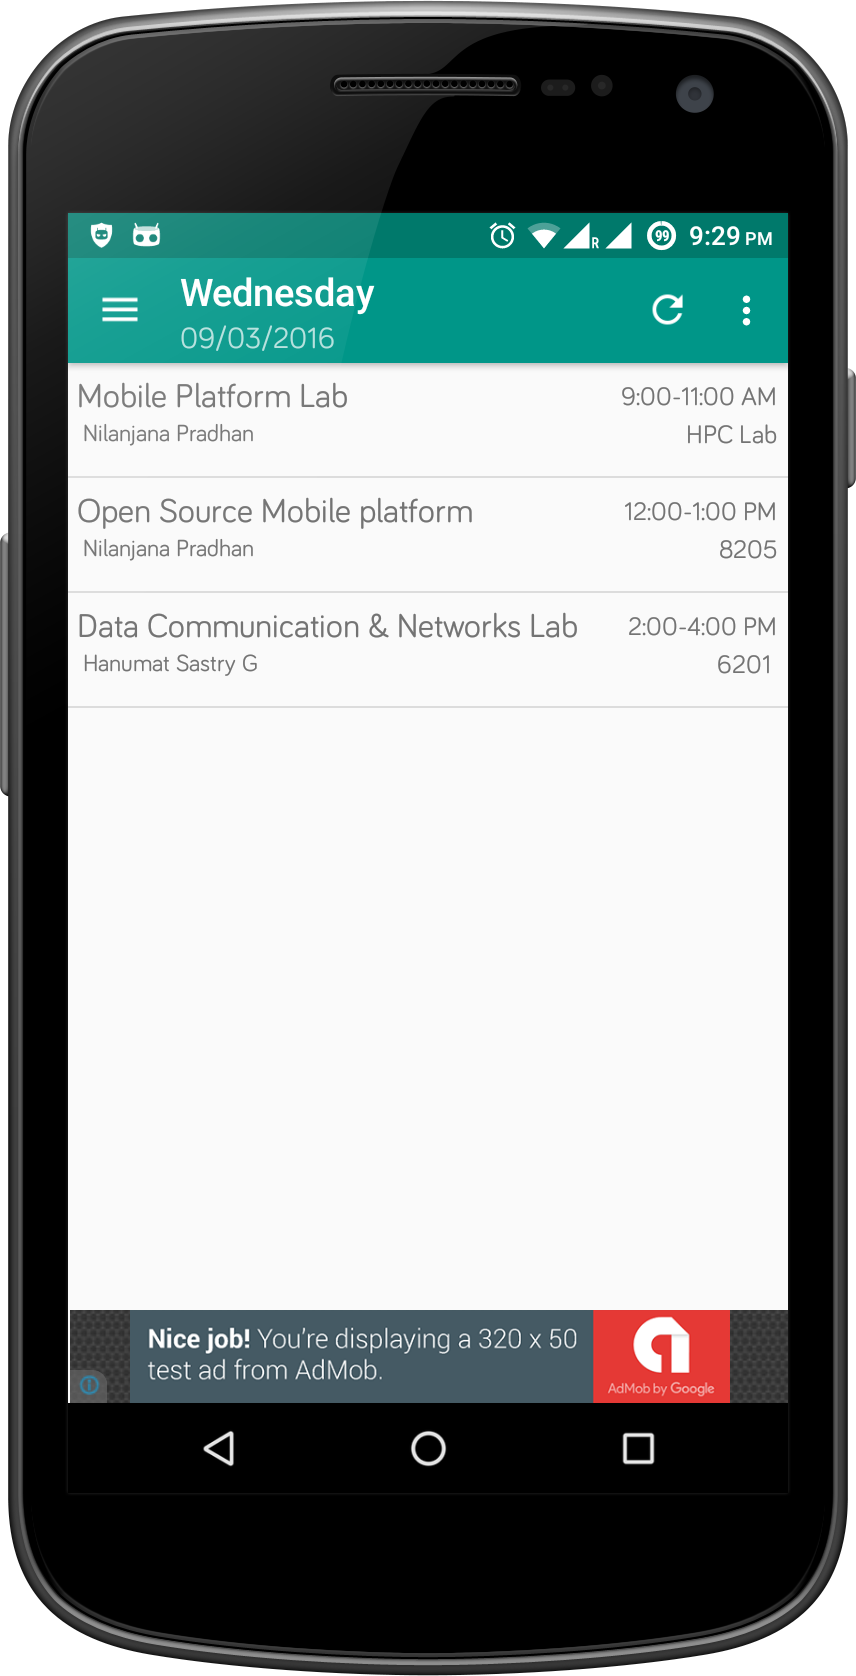 R 99 9:29 PM
Wednesday
09/03/2016
Mobile Platform Lab 9:00-11:00 AM
Nilanjana Pradhan HPC Lab
Open Source Mobile platform 12:00-1:00 PM
Nilanjana Pradhan 8205
Data Communication & Networks Lab 2:00-4:00 PM
Hanumat Sastry G 6201
Nice job! You're displaying a 320 x 50
test ad from AdMob.
AdMob by Google